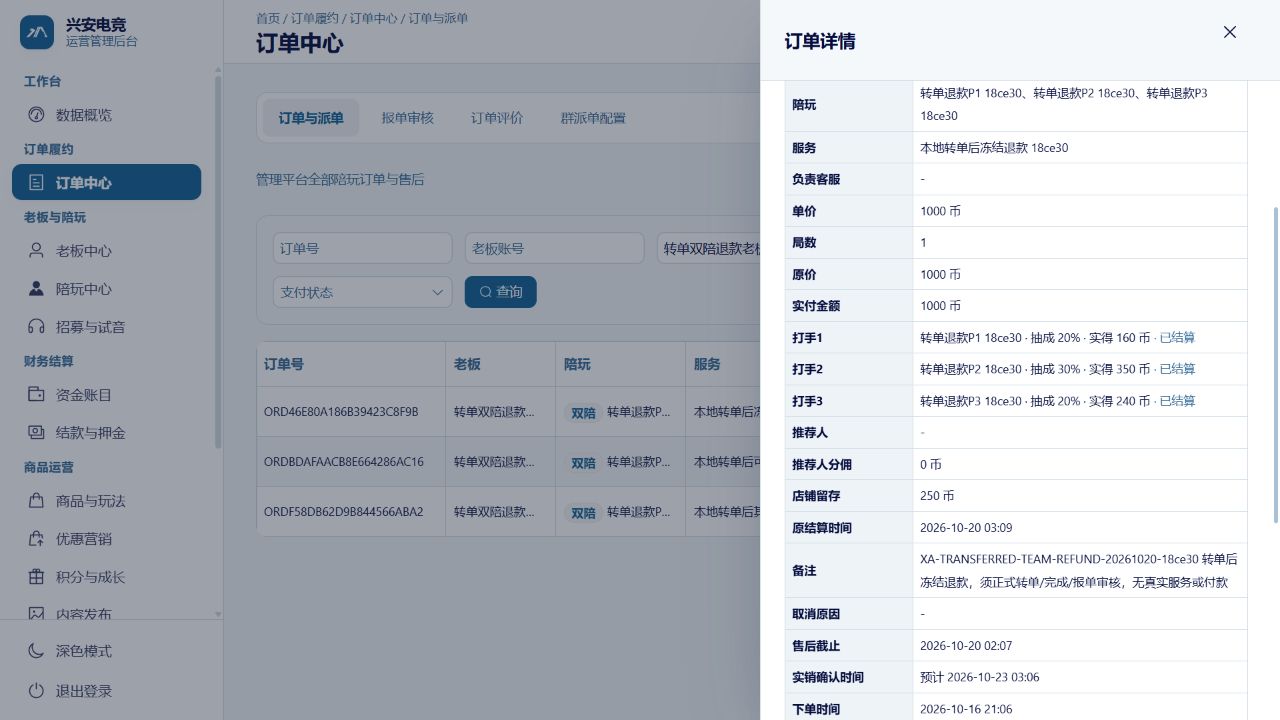 兴安电竞
运营管理后台
工作台
数据概览
订单履约
订单中心
老板与陪玩
老板中心
陪玩中心
招募与试音
财务结算
资金账目
结款与押金
商品运营
商品与玩法
优惠营销
积分与成长
内容发布
深色模式
退出登录
首页 / 订单履约 / 订单中心 / 订单与派单
订单中心
订单与派单 报单审核 订单评价 群派单配置
管理平台全部陪玩订单与售后
订单号 老板账号 转单双陪退款老板
支付状态 查询
订单号 老板 陪玩 服务
ORD46E80A186B39423C8F9B 转单双陪退款... 双陪 转单退款P... 本地转单后冻
ORDBDAFAACB8E664286AC16 转单双陪退款... 双陪 转单退款P... 本地转单后可
ORDF58DB62D9B844566ABA2 转单双陪退款... 双陪 转单退款P... 本地转单后
订单详情
陪玩 转单退款P1 18ce30、转单退款P2 18ce30、转单退款P3
18ce30
服务 本地转单后冻结退款 18ce30
负责客服 -
单价 1000 币
局数 1
原价 1000 币
实付金额 1000 币
打手1 转单退款P1 18ce30 · 抽成 20% · 实得 160 币 · 已结算
打手2 转单退款P2 18ce30 · 抽成 30% · 实得 350 币 · 已结算
打手3 转单退款P3 18ce30 · 抽成 20% · 实得 240 币 · 已结算
推荐人 -
推荐人分佣 0 币
店铺留存 250 币
原结算时间 2026-10-20 03:09
备注 XA-TRANSFERRED-TEAM-REFUND-20261020-18ce30 转单后
冻结退款，须正式转单/完成/报单审核，无真实服务或付款
取消原因 -
售后截止 2026-10-20 02:07
实销确认时间 预计 2026-10-23 03:06
下单时间 2026-10-16 21:06